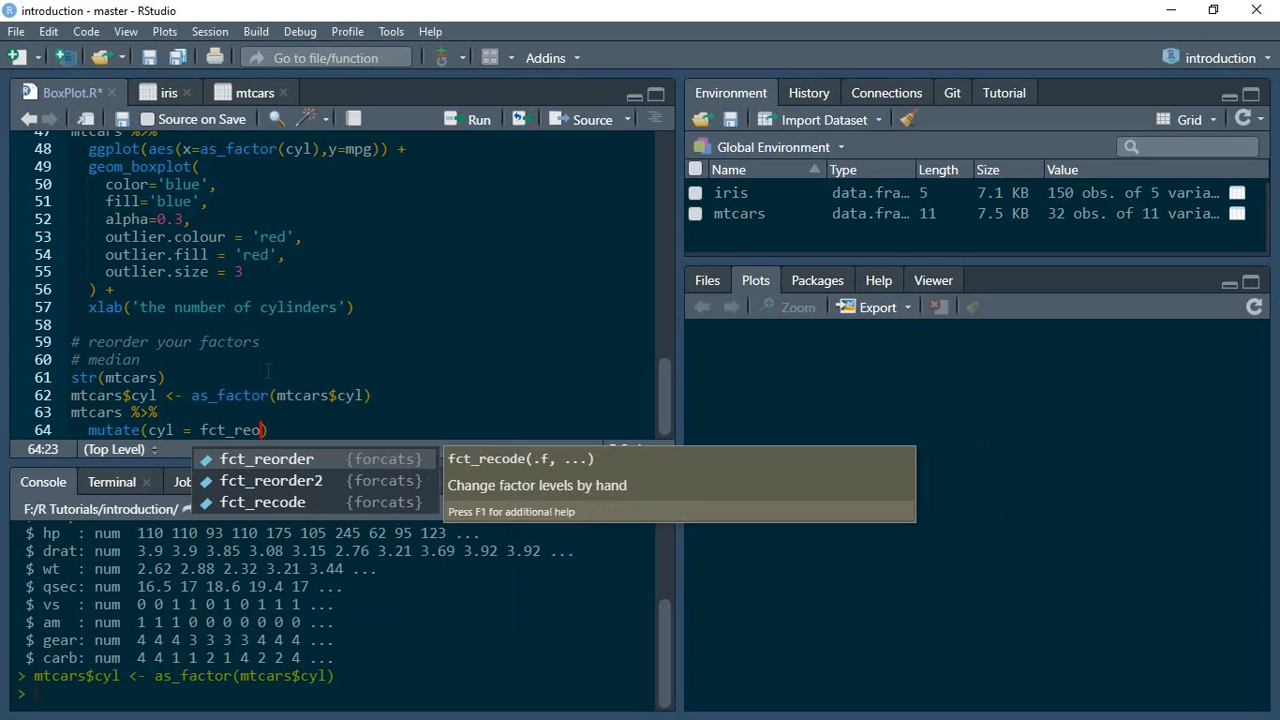 introduction - master - RStudio
File Edit Code View Plots Session Build Debug Profile Tools Help
Go to file/function Addins introduction
BoxPlot.R* iris mtcars
Source on Save Run Source
47 mtcars %>%
48 ggplot(aes(x=as_factor(cyl),y=mpg)) +
49 geom_boxplot(
50 color='blue',
51 fill='blue',
52 alpha=0.3,
53 outlier.colour = 'red',
54 outlier.fill = 'red',
55 outlier.size = 3
56 ) +
57 xlab('the number of cylinders')
58
59 # reorder your factors
60 # median
61 str(mtcars)
62 mtcars$cyl <- as_factor(mtcars$cyl)
63 mtcars %>%
64 mutate(cyl = fct_reo)
64:23 (Top Level)
fct_reorder {forcats}
fct_reorder2 {forcats}
fct_recode {forcats}
fct_recode(.f, ...)
Change factor levels by hand
Press F1 for additional help
Console Terminal Job
F:/R Tutorials/introduction/
$ hp : num 110 110 93 110 175 105 245 62 95 123 ...
$ drat: num 3.9 3.9 3.85 3.08 3.15 2.76 3.21 3.69 3.92 3.92 ...
$ wt : num 2.62 2.88 2.32 3.21 3.44 ...
$ qsec: num 16.5 17 18.6 19.4 17 ...
$ vs : num 0 0 1 1 0 1 0 1 1 1 ...
$ am : num 1 1 1 0 0 0 0 0 0 0 ...
$ gear: num 4 4 4 3 3 3 3 4 4 4 ...
$ carb: num 4 4 1 1 2 1 4 2 2 4 ...
> mtcars$cyl <- as_factor(mtcars$cyl)
>
Environment History Connections Git Tutorial
Import Dataset Grid
Global Environment
Name Type Length Size Value
iris data.fra... 5 7.1 KB 150 obs. of 5 varia...
mtcars data.fra... 11 7.5 KB 32 obs. of 11 varia...
Files Plots Packages Help Viewer
Zoom Export